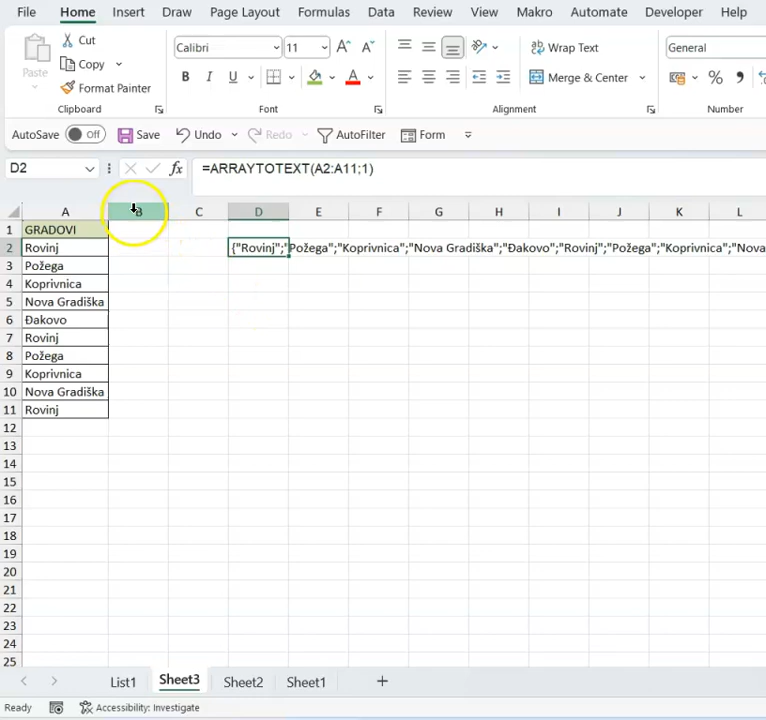 File Home Insert Draw Page Layout Formulas Data Review View Makro Automate Developer Help
Paste Cut Calibri 11 A A Wrap Text General
Copy B I U A Merge & Center %
Format Painter
Clipboard Font Alignment Number
AutoSave Off Save Undo Redo AutoFilter Form
D2 fx =ARRAYTOTEXT(A2:A11;1)
A B C D E F G H I J K L
1 GRADOVI
2 Rovinj {"Rovinj";"Požega";"Koprivnica";"Nova Gradiška";"Đakovo";"Rovinj";"Požega";"Koprivnica";"Nova
3 Požega
4 Koprivnica
5 Nova Gradiška
6 Đakovo
7 Rovinj
8 Požega
9 Koprivnica
10 Nova Gradiška
11 Rovinj
12
13
14
15
16
17
18
19
20
21
22
23
24
25
List1 Sheet3 Sheet2 Sheet1
Ready Accessibility: Investigate